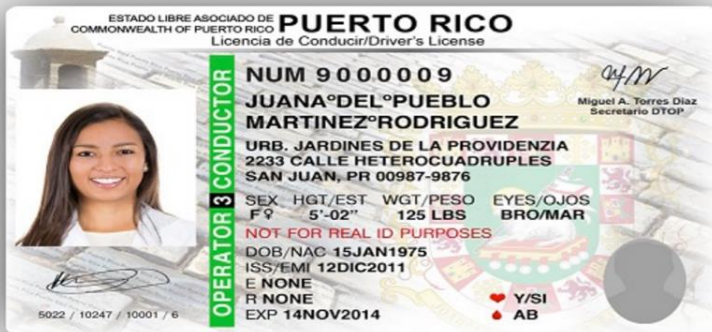 ESTADO LIBRE ASOCIADO DE
COMMONWEALTH OF PUERTO RICO
PUERTO RICO
Licencia de Conducir/Driver's License
OPERATOR 3 CONDUCTOR
NUM 9000009
JUANA°DEL°PUEBLO
MARTINEZ°RODRIGUEZ
URB. JARDINES DE LA PROVIDENZIA
2233 CALLE HETEROCUADRUPLES
SAN JUAN, PR 00987-9876
SEX HGT/EST WGT/PESO EYES/OJOS
F♀ 5'-02" 125 LBS BRO/MAR
NOT FOR REAL ID PURPOSES
DOB/NAC 15JAN1975
ISS/EMI 12DIC2011
E NONE
R NONE
EXP 14NOV2014
Y/SI
AB
Miguel A. Torres Díaz
Secretario DTOP
5022 / 10247 / 10001 / 6